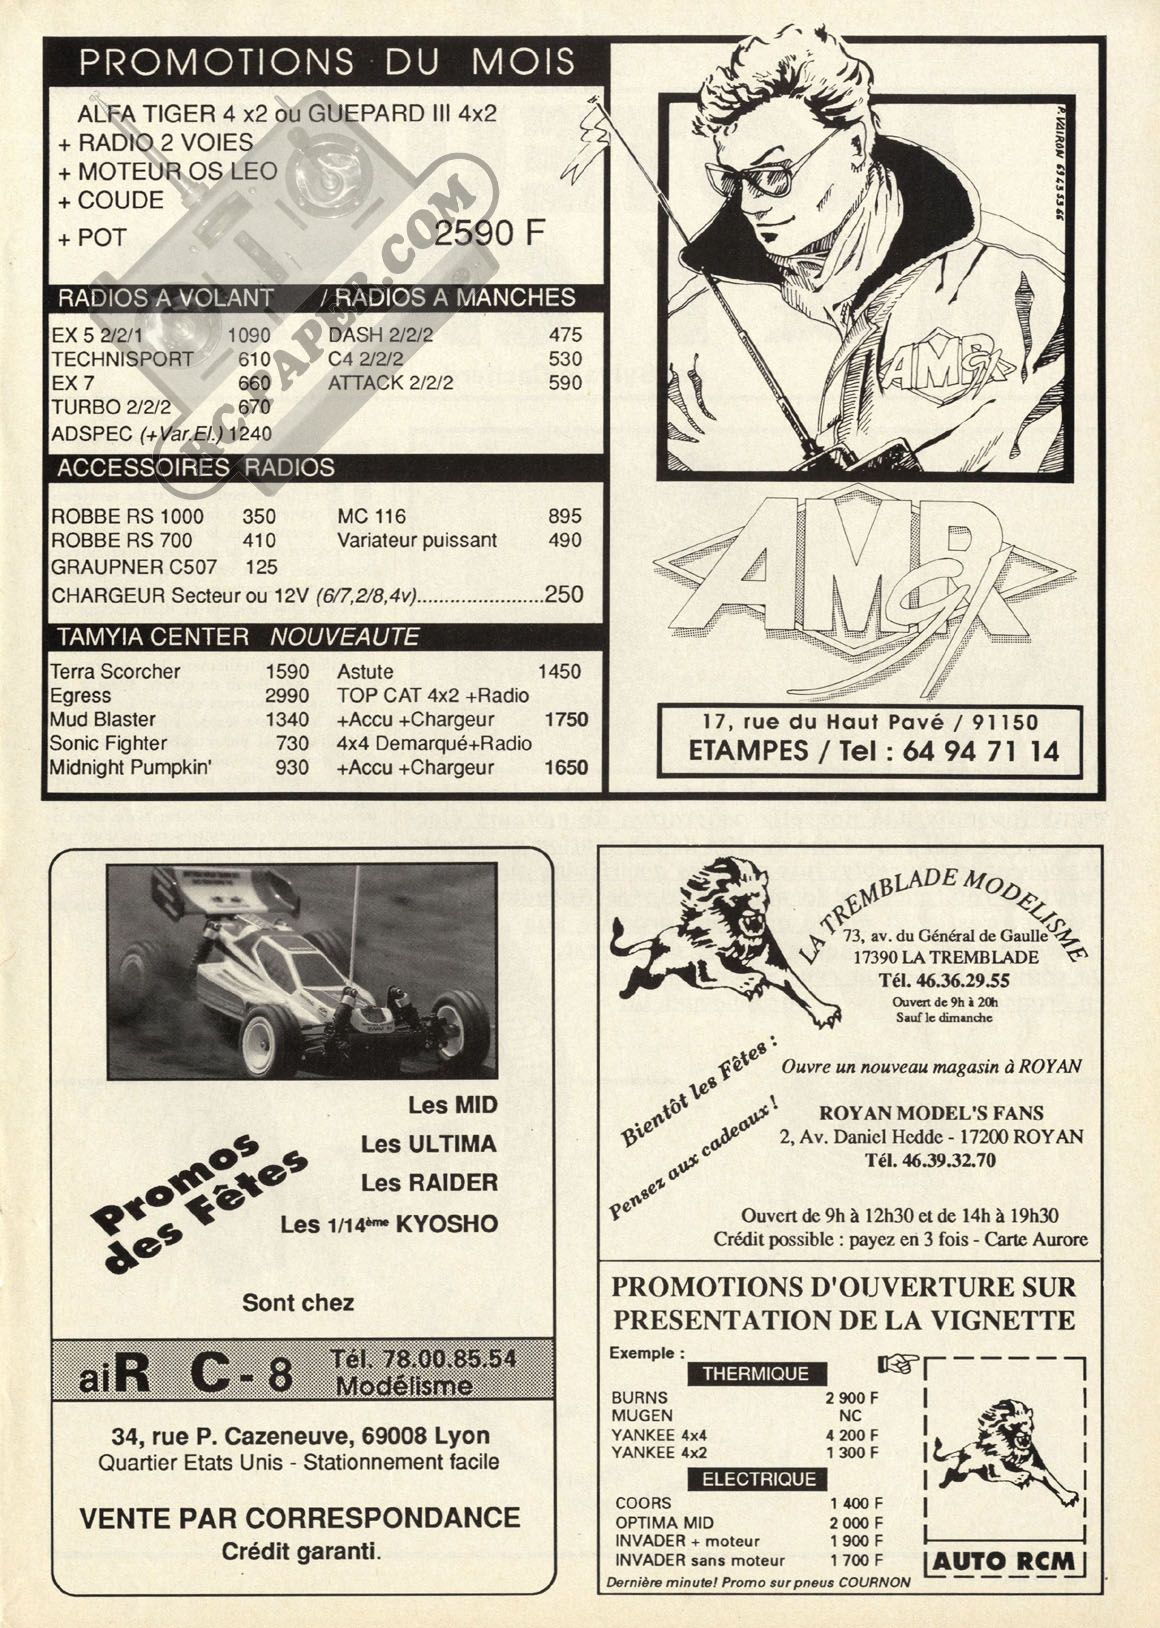 PROMOTIONS DU MOIS
ALFA TIGER 4 x2 ou GUEPARD III 4x2
+ RADIO 2 VOIES
+ MOTEUR OS LEO
+ COUDE
+ POT 2590 F
RADIOS A VOLANT / RADIOS A MANCHES
EX 5 2/2/1 1090 DASH 2/2/2 475
TECHNISPORT 610 C4 2/2/2 530
EX 7 660 ATTACK 2/2/2 590
TURBO 2/2/2 670
ADSPEC (+Var.El.) 1240
ACCESSOIRES RADIOS
ROBBE RS 1000 350 MC 116 895
ROBBE RS 700 410 Variateur puissant 490
GRAUPNER C507 125
CHARGEUR Secteur ou 12V (6/7,2/8,4v)......................250
TAMYIA CENTER NOUVEAUTE
Terra Scorcher 1590 Astute 1450
Egress 2990 TOP CAT 4x2 +Radio
Mud Blaster 1340 +Accu +Chargeur 1750
Sonic Fighter 730 4x4 Demarqué+Radio
Midnight Pumpkin' 930 +Accu +Chargeur 1650
RC-PAPER.COM
P. VAIRON 69 43 53 66
AMR
AMR
17, rue du Haut Pavé / 91150
ETAMPES / Tel : 64 94 71 14
Les MID
Les ULTIMA
Les RAIDER
Les 1/14ème KYOSHO
Promos
des Fêtes
Sont chez
aiR C - 8 Tél. 78.00.85.54
Modélisme
34, rue P. Cazeneuve, 69008 Lyon
Quartier Etats Unis - Stationnement facile
VENTE PAR CORRESPONDANCE
Crédit garanti.
LA TREMBLADE MODELISME
73, av. du Général de Gaulle
17390 LA TREMBLADE
Tél. 46.36.29.55
Ouvert de 9h à 20h
Sauf le dimanche
Bientôt les Fêtes :
Pensez aux cadeaux !
Ouvre un nouveau magasin à ROYAN
ROYAN MODEL'S FANS
2, Av. Daniel Hedde - 17200 ROYAN
Tél. 46.39.32.70
Ouvert de 9h à 12h30 et de 14h à 19h30
Crédit possible : payez en 3 fois - Carte Aurore
PROMOTIONS D'OUVERTURE SUR
PRESENTATION DE LA VIGNETTE
Exemple :
THERMIQUE
BURNS 2 900 F
MUGEN NC
YANKEE 4x4 4 200 F
YANKEE 4x2 1 300 F
ELECTRIQUE
COORS 1 400 F
OPTIMA MID 2 000 F
INVADER + moteur 1 900 F
INVADER sans moteur 1 700 F
Dernière minute! Promo sur pneus COURNON
AUTO RCM